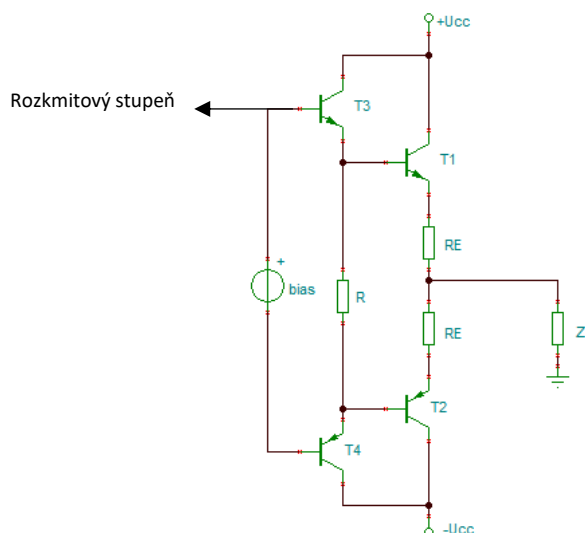 +Ucc
Rozkmitový stupeň
T3
T1
RE
+
bias
R
RE
Z
T2
T4
-Ucc